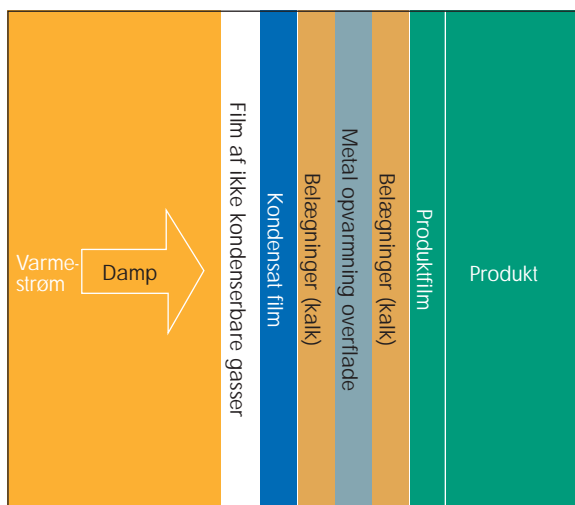 Varme-
strøm
Damp
Film af ikke kondenserbare gasser
Kondensat film
Belægninger (kalk)
Metal opvarmning overflade
Belægninger (kalk)
Produktfilm
Produkt